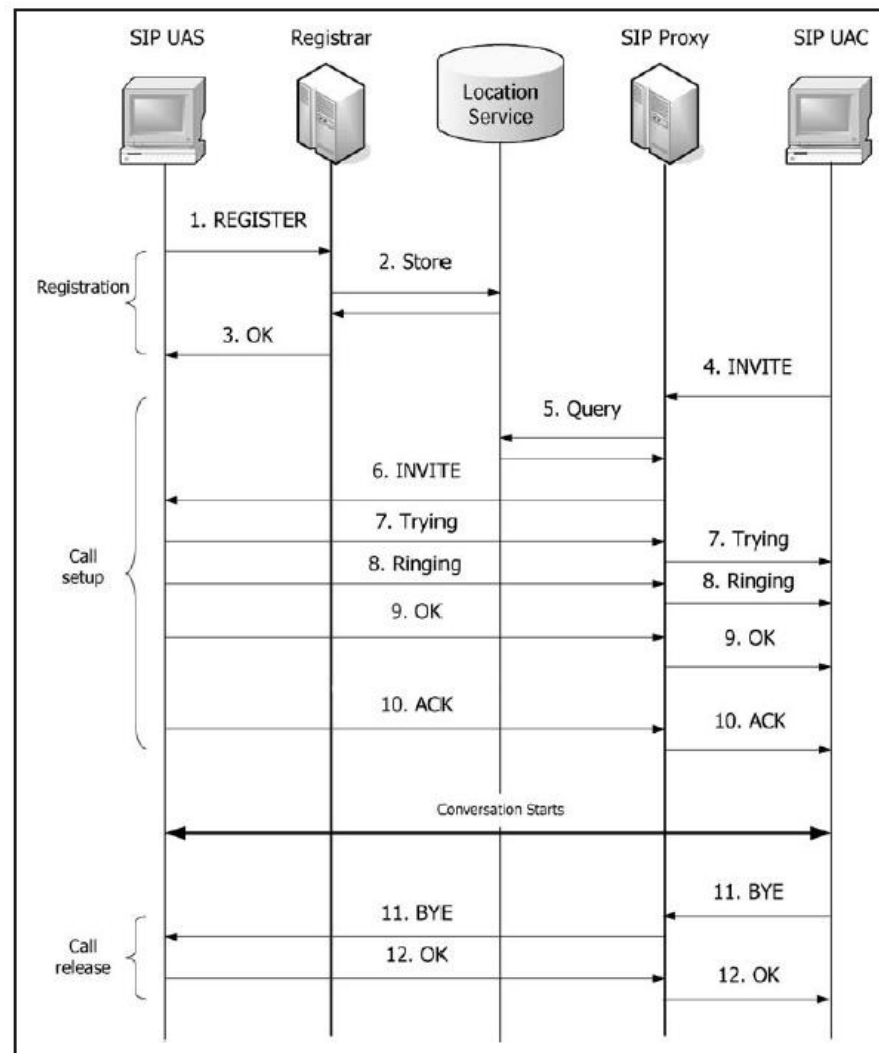 SIP UAS
Registrar
Location
Service
SIP Proxy
SIP UAC
1. REGISTER
2. Store
Registration
3. OK
4. INVITE
5. Query
6. INVITE
7. Trying
7. Trying
Call
setup
8. Ringing
8. Ringing
9. OK
9. OK
10. ACK
10. ACK
Conversation Starts
11. BYE
11. BYE
Call
release
12. OK
12. OK